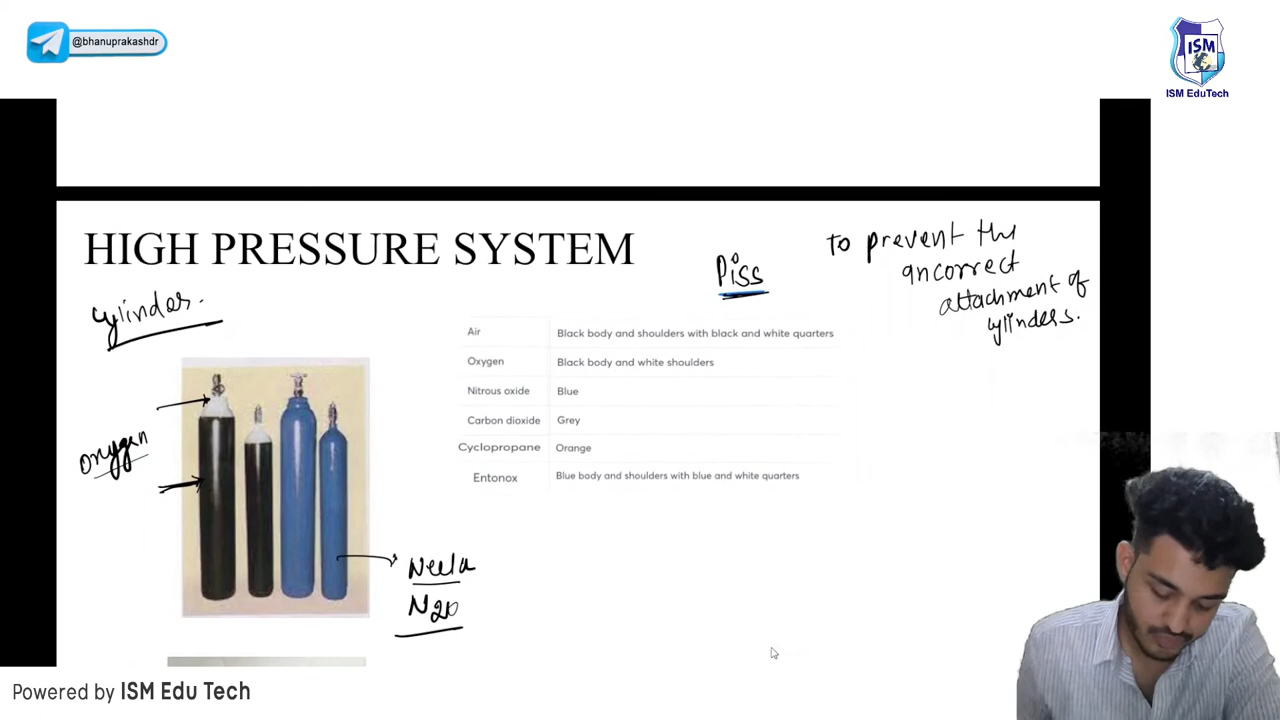 @bhanuprakashdr
ISM
ISM EduTech
HIGH PRESSURE SYSTEM
Piss
to prevent the
incorrect
attachment of
cylinders.
cylinder.
Air Black body and shoulders with black and white quarters
Oxygen Black body and white shoulders
Nitrous oxide Blue
Carbon dioxide Grey
Cyclopropane Orange
Entonox Blue body and shoulders with blue and white quarters
oxygen
Neela
N2O
Powered by ISM Edu Tech